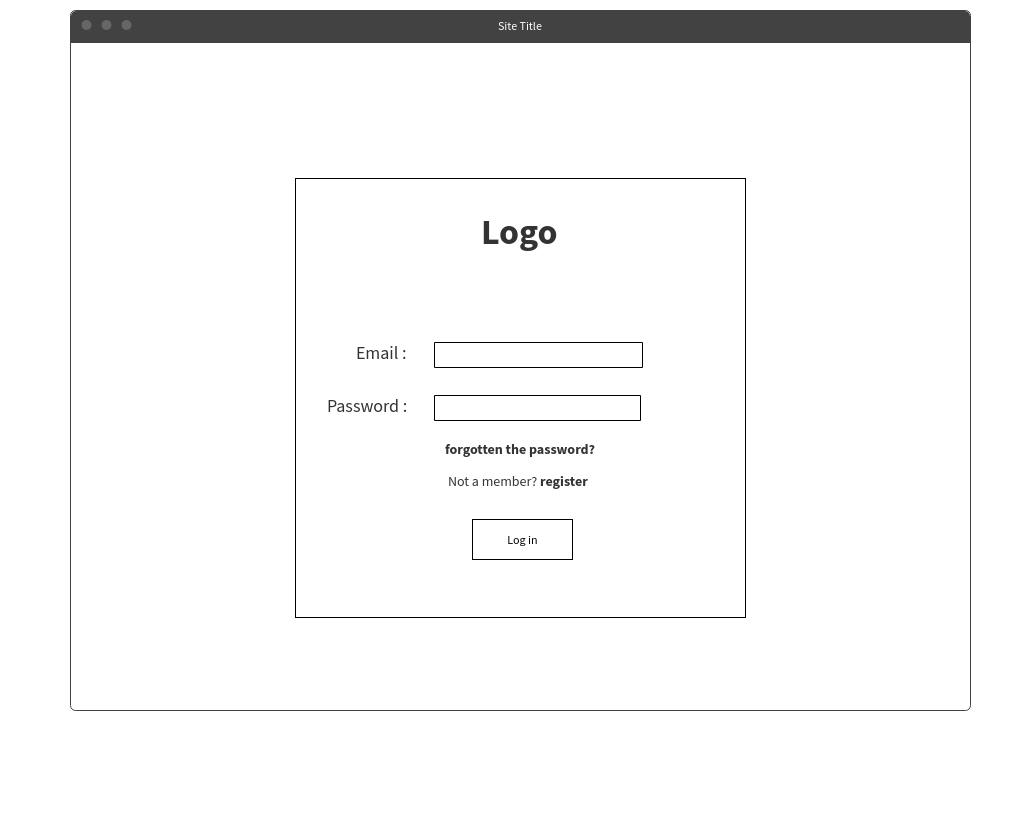 Site Title
Logo
Email :
Password :
forgotten the password?
Not a member? register
Log in